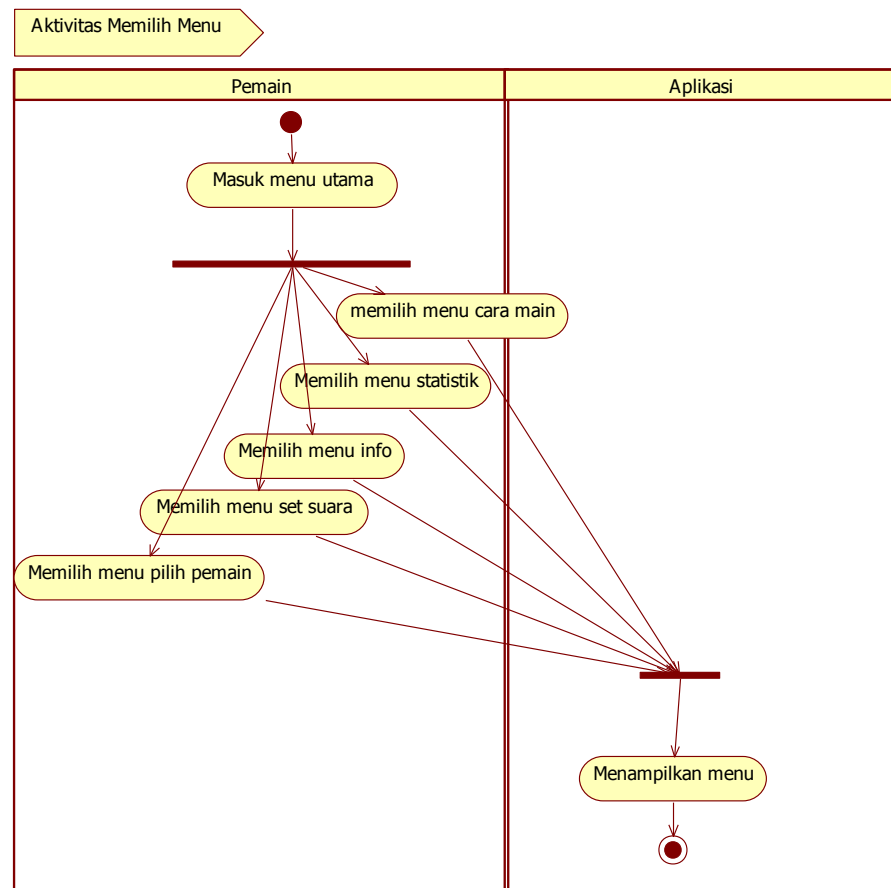 Aktivitas Memilih Menu
Pemain
Aplikasi
Masuk menu utama
memilih menu cara main
Memilih menu statistik
Memilih menu info
Memilih menu set suara
Memilih menu pilih pemain
Menampilkan menu